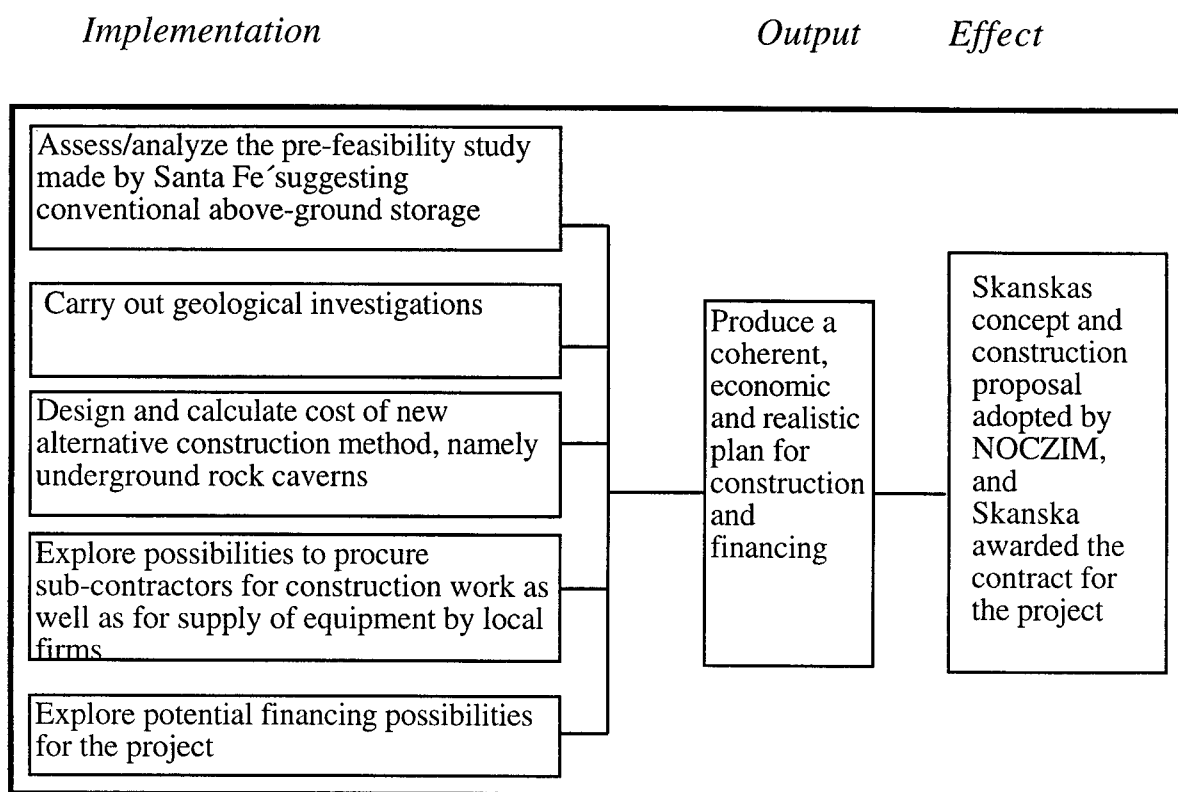 Implementation
Output
Effect
Assess/analyze the pre-feasibility study
made by Santa Fe´suggesting
conventional above-ground storage
Carry out geological investigations
Design and calculate cost of new
alternative construction method, namely
underground rock caverns
Explore possibilities to procure
sub-contractors for construction work as
well as for supply of equipment by local
firms
Explore potential financing possibilities
for the project
Produce a
coherent,
economic
and realistic
plan for
construction
and
financing
Skanskas
concept and
construction
proposal
adopted by
NOCZIM,
and
Skanska
awarded the
contract for
the project